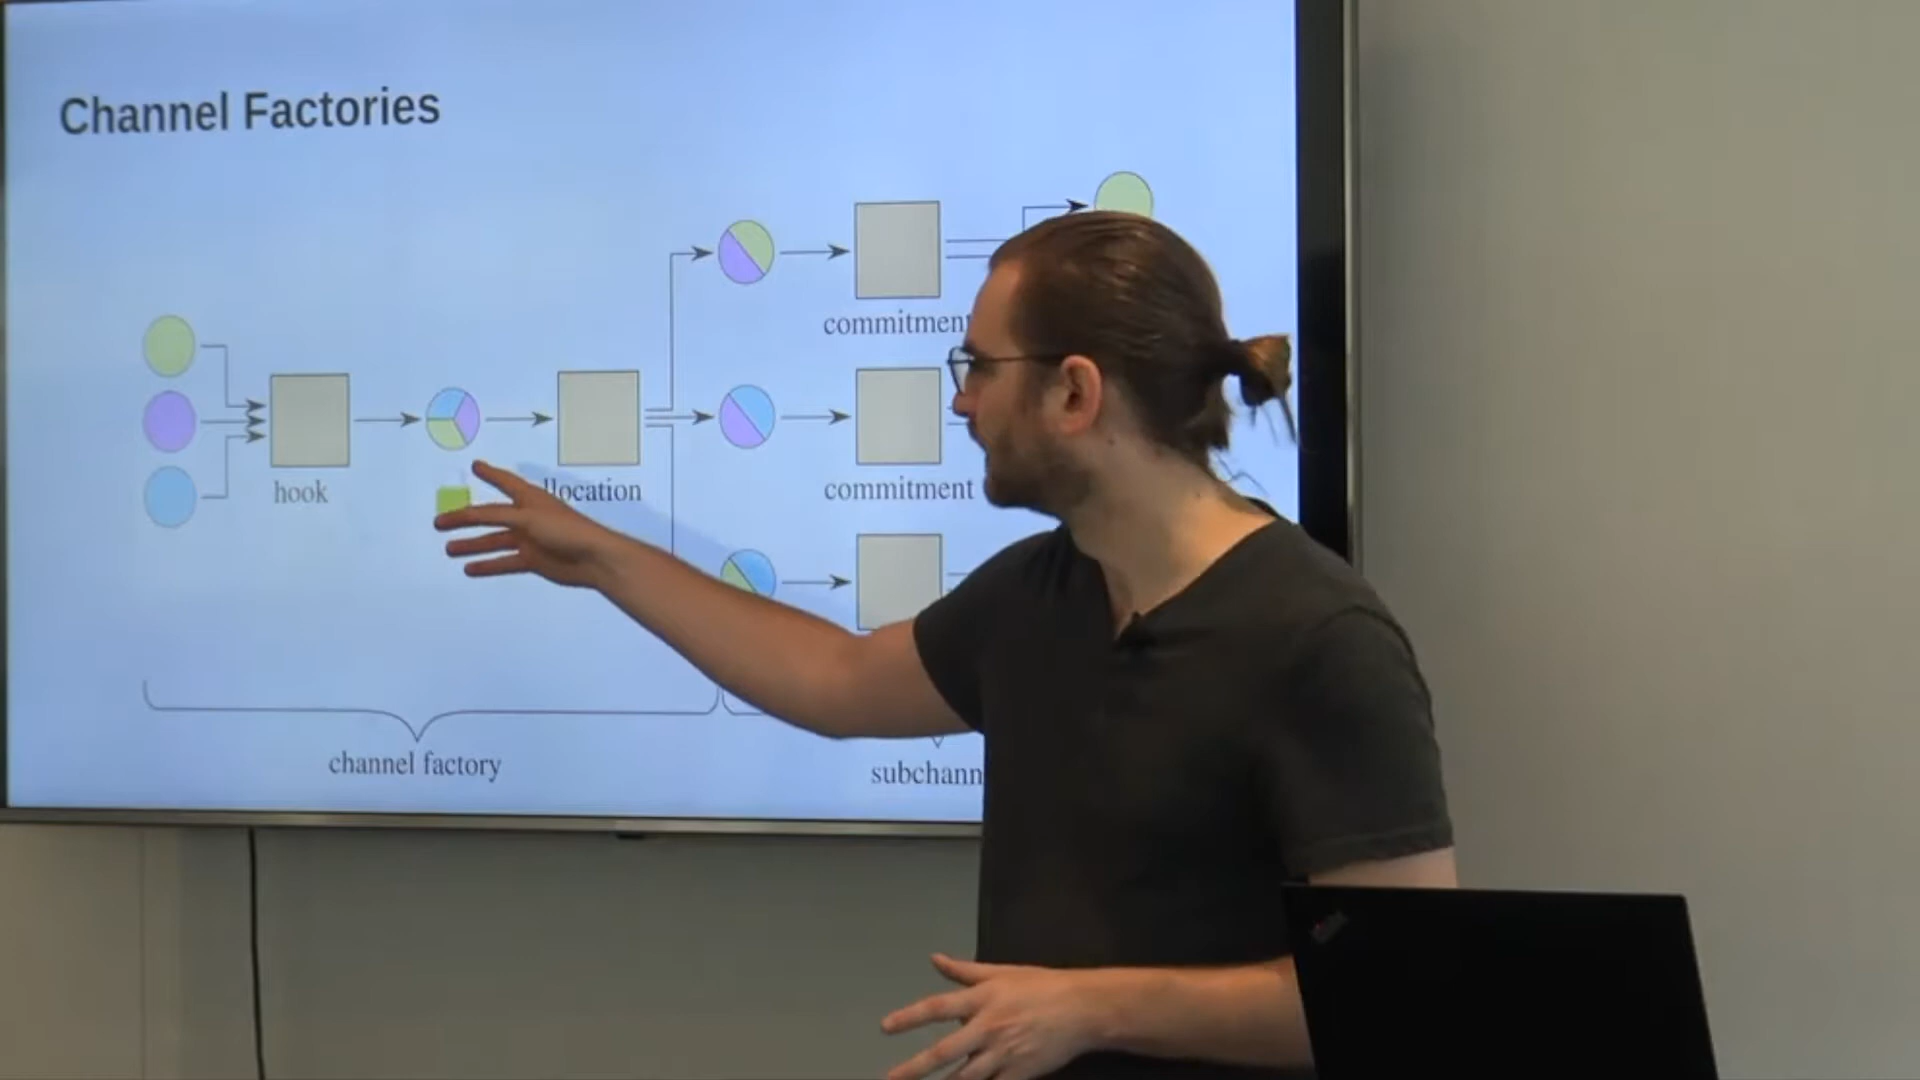 Channel Factories
commitment
hook
commitment
channel factory